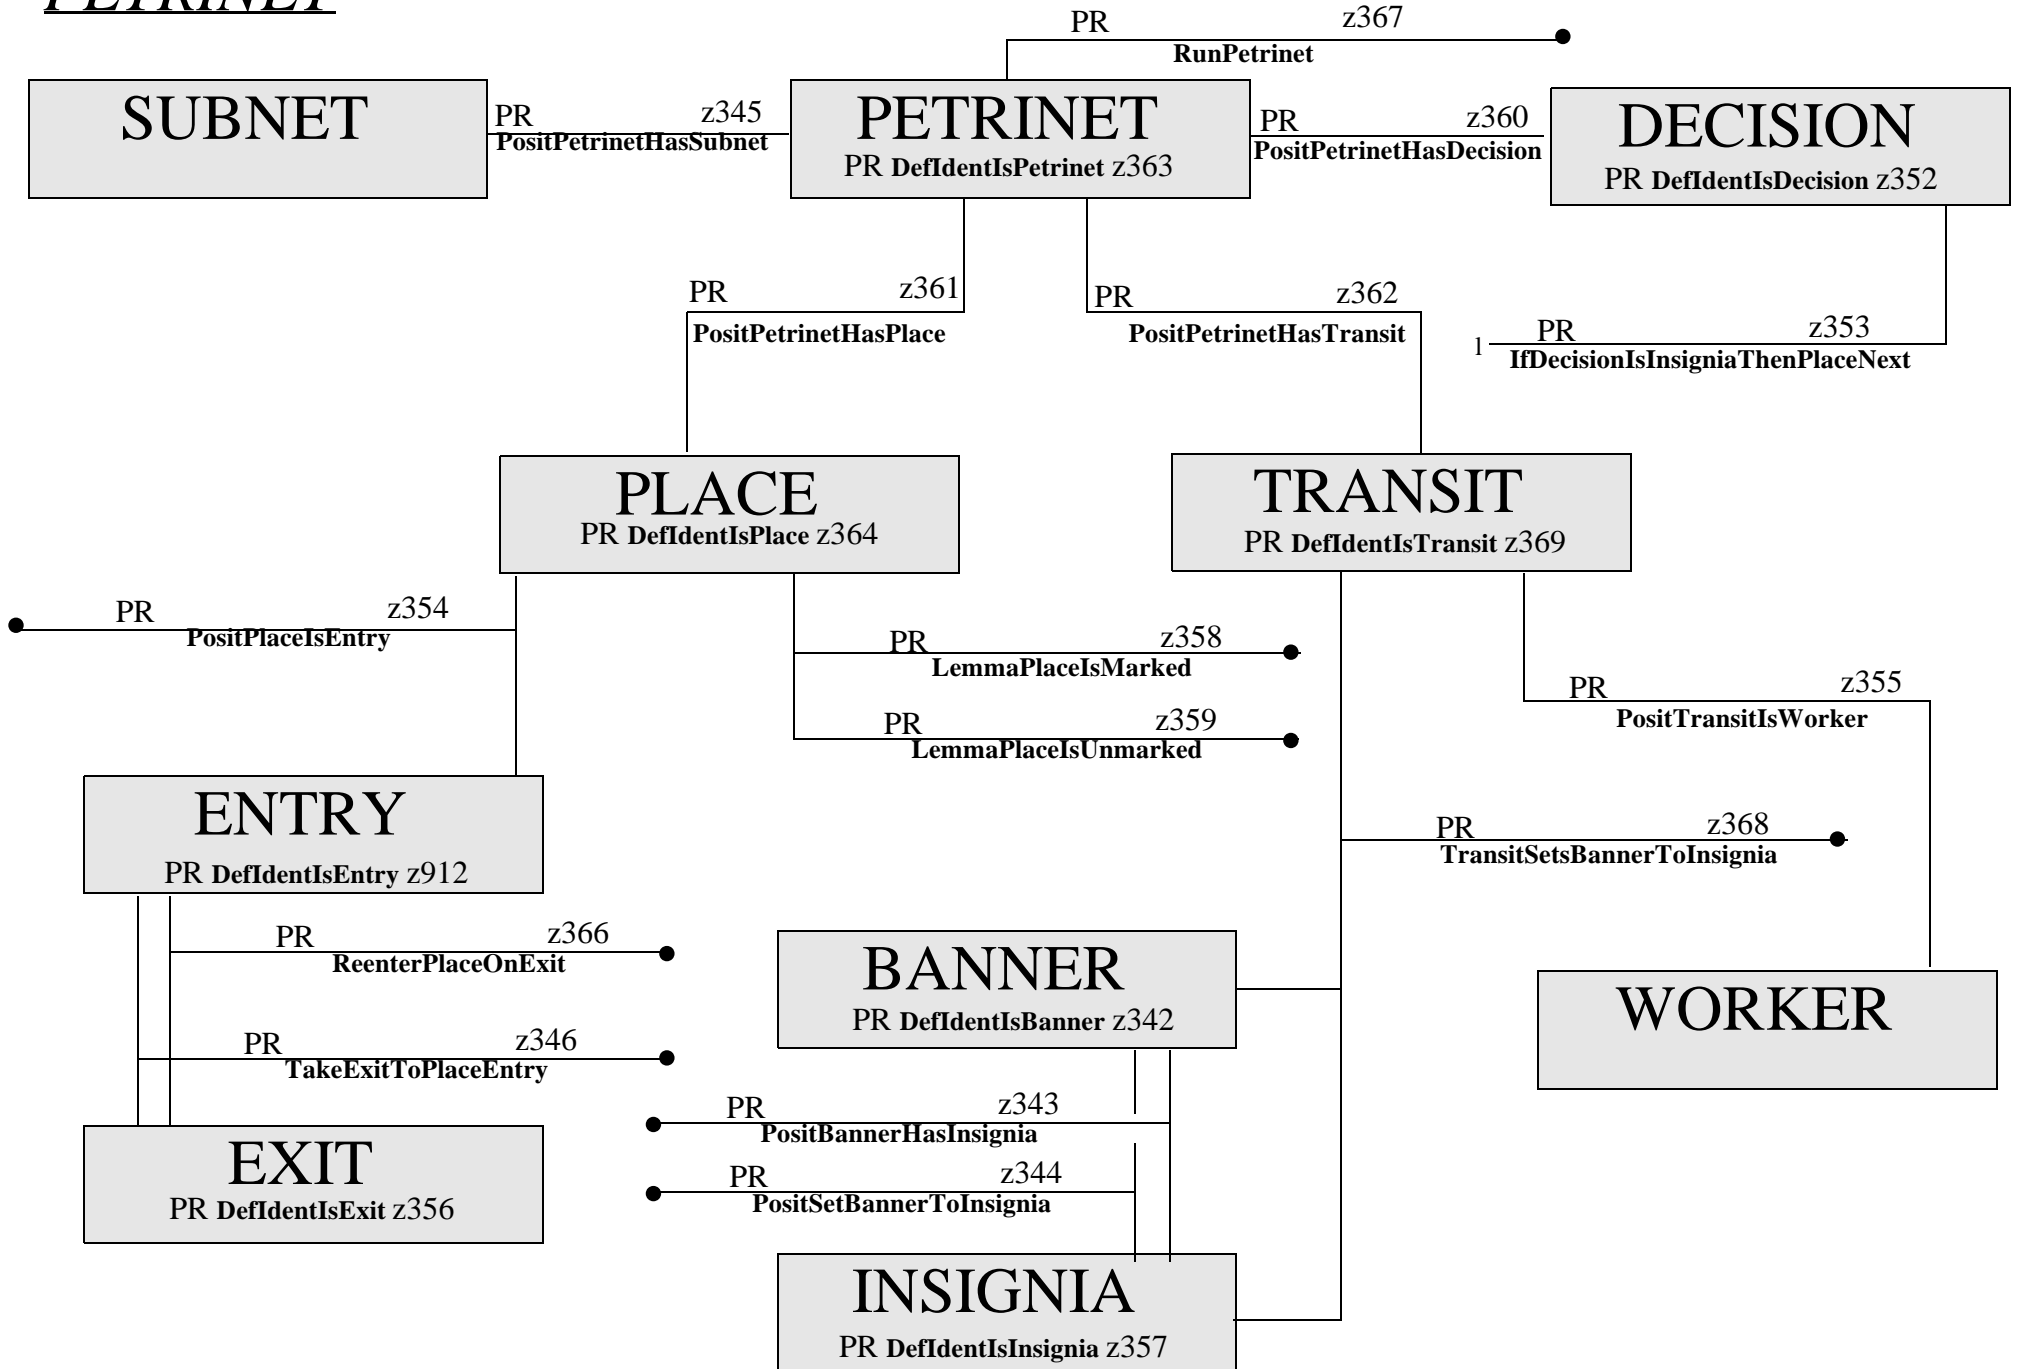 PETRINET
PR z367
RunPetrinet
SUBNET
PR z345
PositPetrinetHasSubnet
PETRINET
PR DefIdentIsPetrinet z363
PR z360
PositPetrinetHasDecision
DECISION
PR DefIdentIsDecision z352
PR z361
PositPetrinetHasPlace
PR z362
PositPetrinetHasTransit
1 PR z353
IfDecisionIsInsigniaThenPlaceNext
PLACE
PR DefIdentIsPlace z364
TRANSIT
PR DefIdentIsTransit z369
PR z354
PositPlaceIsEntry
PR z358
LemmaPlaceIsMarked
PR z359
LemmaPlaceIsUnmarked
PR z355
PositTransitIsWorker
ENTRY
PR DefIdentIsEntry z912
PR z368
TransitSetsBannerToInsignia
PR z366
ReenterPlaceOnExit
BANNER
PR DefIdentIsBanner z342
WORKER
PR z346
TakeExitToPlaceEntry
PR z343
PositBannerHasInsignia
EXIT
PR DefIdentIsExit z356
PR z344
PositSetBannerToInsignia
INSIGNIA
PR DefIdentIsInsignia z357